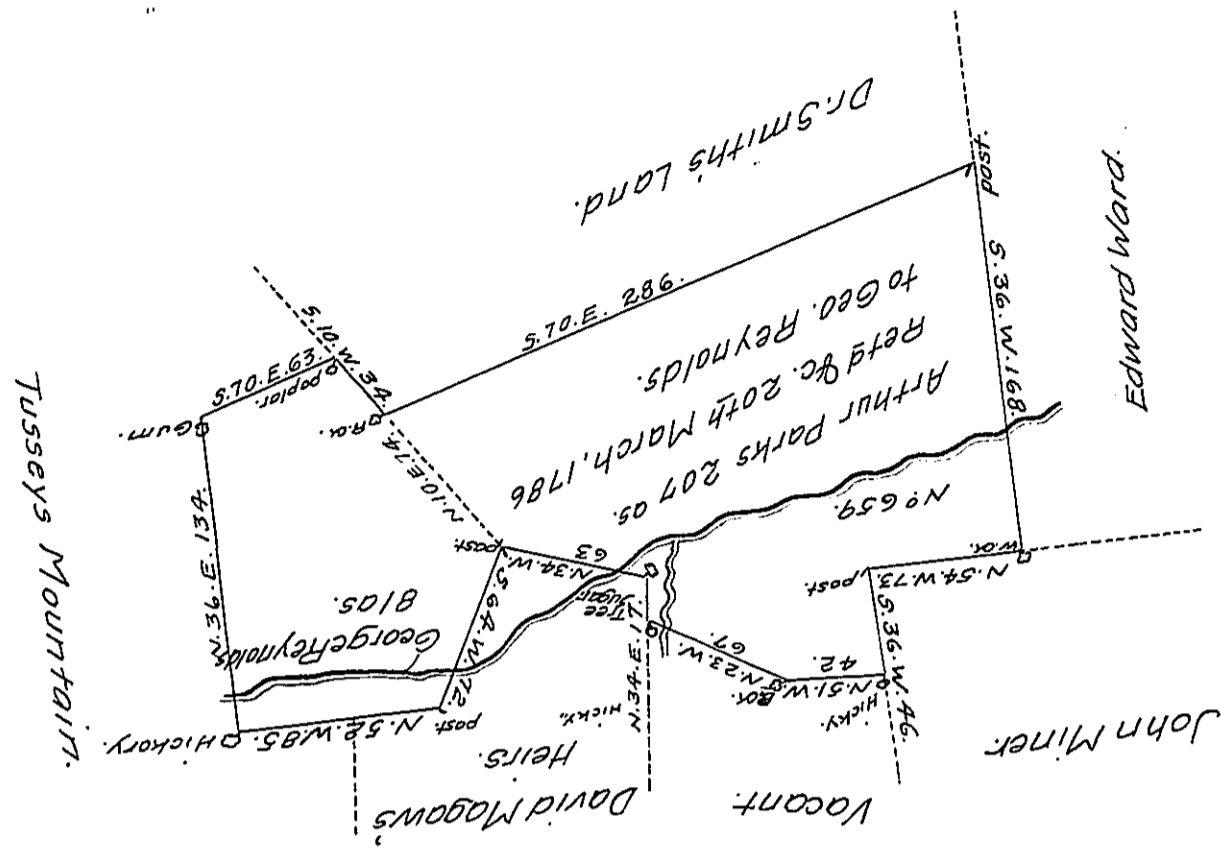 Dr. Smith's Land.
post.
S. 36. W. 168.
Edward Ward.
S. 70. E. 286.
S. 10. W. 34.
S. 70. E. 63.
poplar.
Gum.
R.o.
N. 10. E. 74.
Tusseys Mountain.
N. 36. E. 134.
Arthur Parks 207 as.
Retd &c. 20th March, 1786
to Geo. Reynolds.
No 659.
post.
N. 34. W.
63
S. 64. W. 72.
George Reynolds
81 as.
Sugar
Tree
N. 34. E. 17.
Hicky.
N. 23. W.
67.
N. 51. W.
42.
Hicky.
S. 36. W. 46.
post.
N. 54. W. 73.
w.o.
Hickory.
N. 52. W. 85.
post.
David Magaws
Heirs.
Vacant.
John Miner.